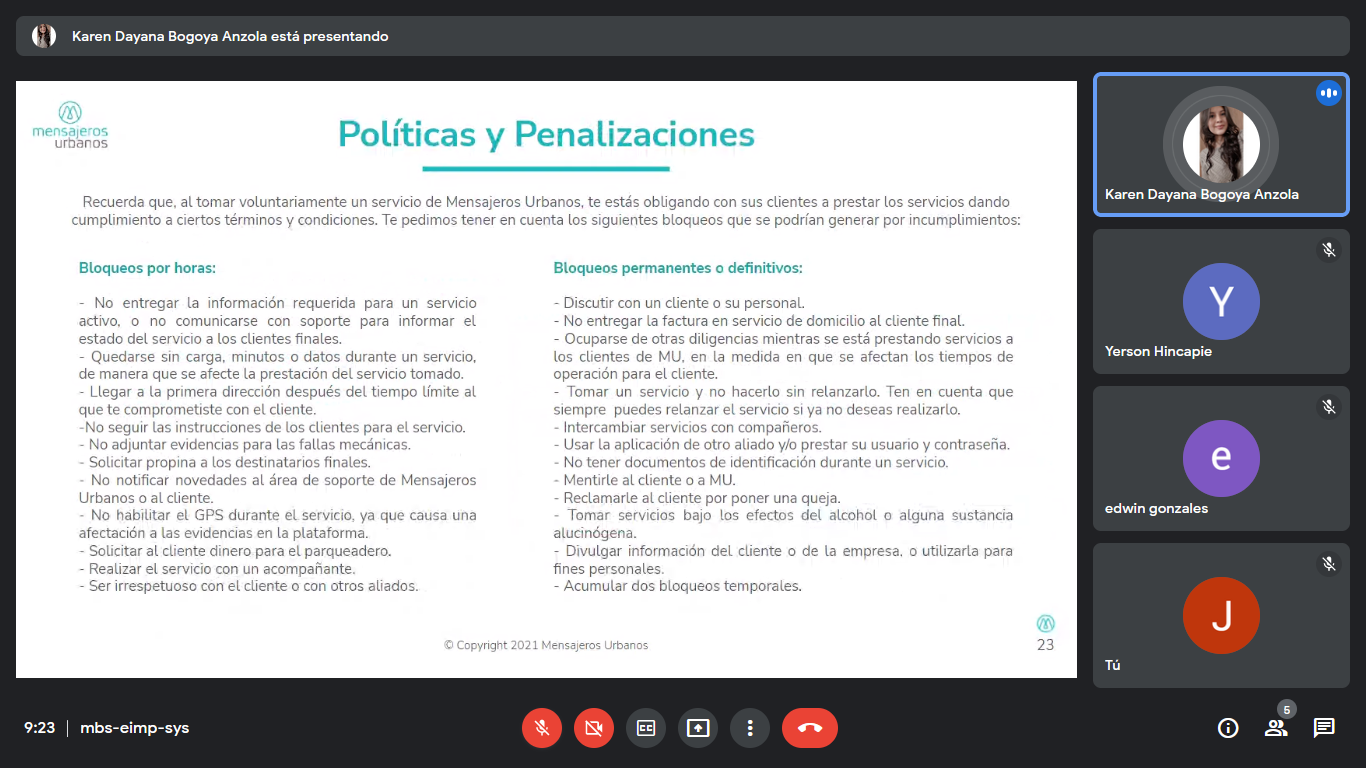 Karen Dayana Bogoya Anzola está presentando
mensajeros
urbanos
Políticas y Penalizaciones
Recuerda que, al tomar voluntariamente un servicio de Mensajeros Urbanos, te estás obligando con sus clientes a prestar los servicios dando
cumplimiento a ciertos términos y condiciones. Te pedimos tener en cuenta los siguientes bloqueos que se podrían generar por incumplimientos:
Bloqueos por horas:
- No entregar la información requerida para un servicio
activo, o no comunicarse con soporte para informar el
estado del servicio a los clientes finales.
- Quedarse sin carga, minutos o datos durante un servicio,
de manera que se afecte la prestación del servicio tomado.
- Llegar a la primera dirección después del tiempo límite al
que te comprometiste con el cliente.
-No seguir las instrucciones de los clientes para el servicio.
- No adjuntar evidencias para las fallas mecánicas.
- Solicitar propina a los destinatarios finales.
- No notificar novedades al área de soporte de Mensajeros
Urbanos o al cliente.
- No habilitar el GPS durante el servicio, ya que causa una
afectación a las evidencias en la plataforma.
- Solicitar al cliente dinero para el parqueadero.
- Realizar el servicio con un acompañante.
- Ser irrespetuoso con el cliente o con otros aliados.
Bloqueos permanentes o definitivos:
- Discutir con un cliente o su personal.
- No entregar la factura en servicio de domicilio al cliente final.
- Ocuparse de otras diligencias mientras se está prestando servicios a
los clientes de MU, en la medida en que se afectan los tiempos de
operación para el cliente.
- Tomar un servicio y no hacerlo sin relanzarlo. Ten en cuenta que
siempre puedes relanzar el servicio si ya no deseas realizarlo.
- Intercambiar servicios con compañeros.
- Usar la aplicación de otro aliado y/o prestar su usuario y contraseña.
- No tener documentos de identificación durante un servicio.
- Mentirle al cliente o a MU.
- Reclamarle al cliente por poner una queja.
- Tomar servicios bajo los efectos del alcohol o alguna sustancia
alucinógena.
- Divulgar información del cliente o de la empresa, o utilizarla para
fines personales.
- Acumular dos bloqueos temporales.
© Copyright 2021 Mensajeros Urbanos
23
Karen Dayana Bogoya Anzola
Y
Yerson Hincapie
e
edwin gonzales
J
Tú
9:23 | mbs-eimp-sys
CC
5